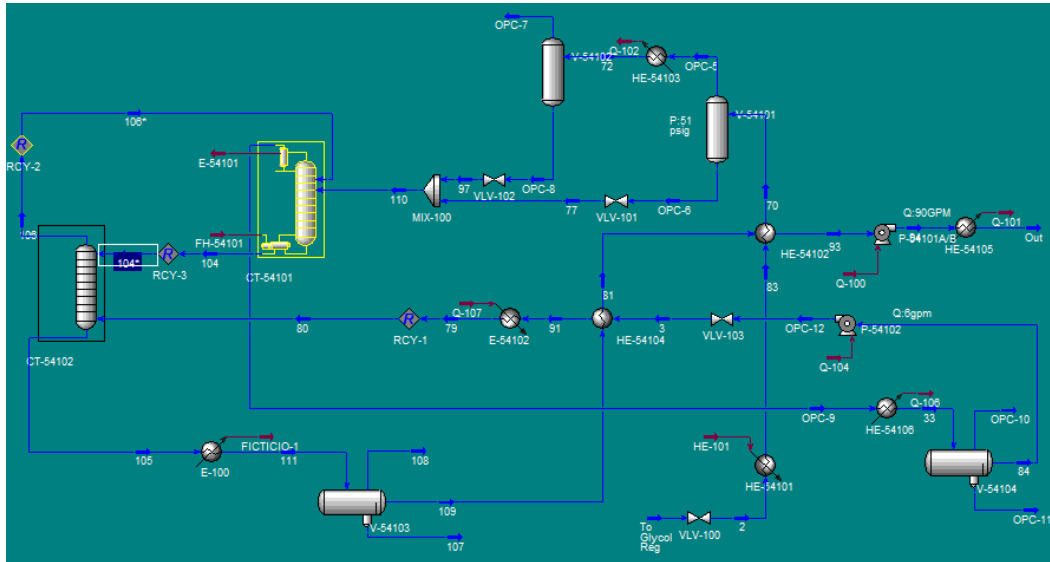 OPC-7
Q-102
V-54102
72
HE-54103
OPC-5
P:51
psig
V-54101
106*
RCY-2
E-54101
110
MIX-100
97
VLV-102
OPC-8
77
VLV-101
OPC-6
70
Q:90GPM
Q-101
P-54101A/B
HE-54105
Out
HE-54102
93
Q-100
106
FH-54101
104*
RCY-3
104
CT-54101
81
83
Q-107
80
RCY-1
79
E-54102
91
HE-54104
3
VLV-103
OPC-12
Q:6gpm
P-54102
Q-104
CT-54102
OPC-9
Q-106
HE-54106
33
OPC-10
105
FICTICIO-1
E-100
111
108
HE-101
HE-54101
84
V-54104
109
V-54103
107
To
Glycol
Reg
VLV-100
2
OPC-11